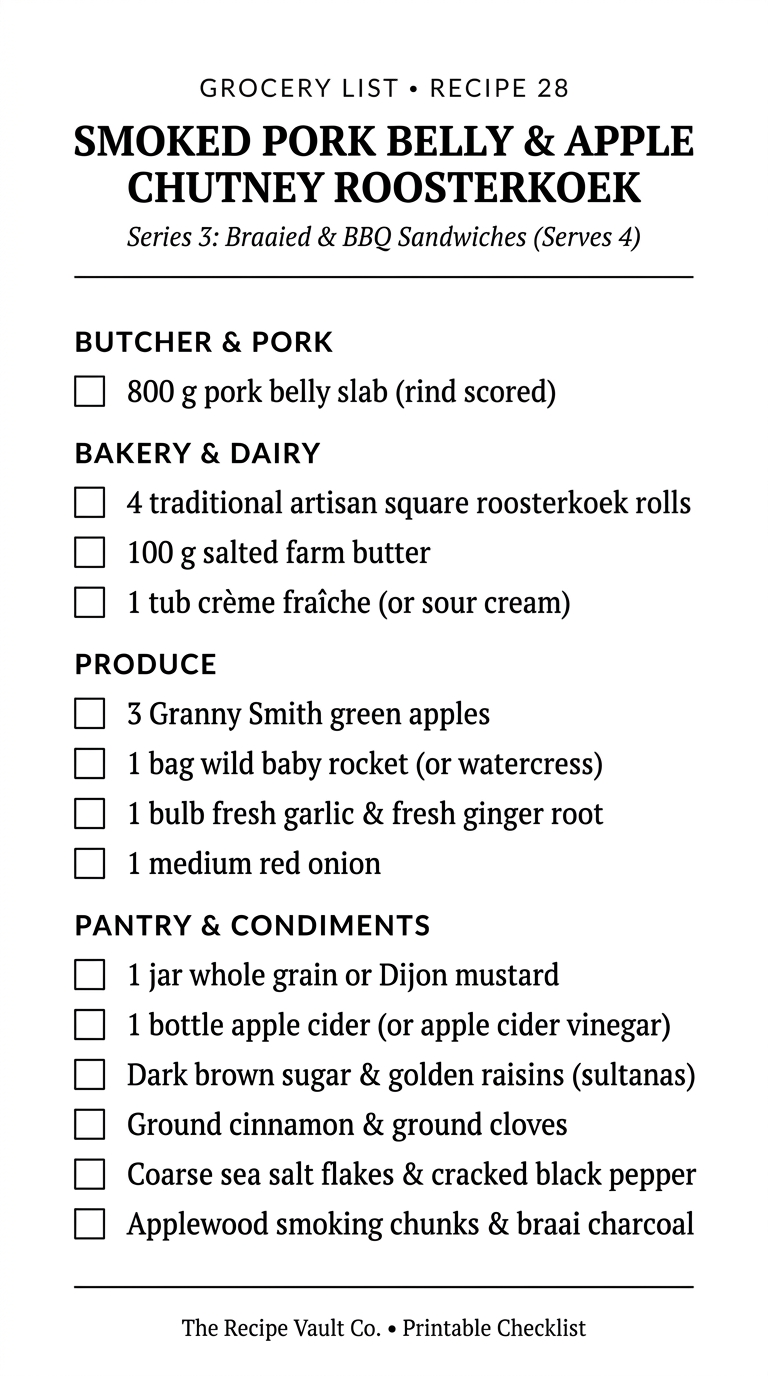 GROCERY LIST • RECIPE 28
SMOKED PORK BELLY & APPLE
CHUTNEY ROOSTERKOEK
Series 3: Braaied & BBQ Sandwiches (Serves 4)
BUTCHER & PORK
800 g pork belly slab (rind scored)
BAKERY & DAIRY
4 traditional artisan square roosterkoek rolls
100 g salted farm butter
1 tub crème fraîche (or sour cream)
PRODUCE
3 Granny Smith green apples
1 bag wild baby rocket (or watercress)
1 bulb fresh garlic & fresh ginger root
1 medium red onion
PANTRY & CONDIMENTS
1 jar whole grain or Dijon mustard
1 bottle apple cider (or apple cider vinegar)
Dark brown sugar & golden raisins (sultanas)
Ground cinnamon & ground cloves
Coarse sea salt flakes & cracked black pepper
Applewood smoking chunks & braai charcoal
The Recipe Vault Co. • Printable Checklist